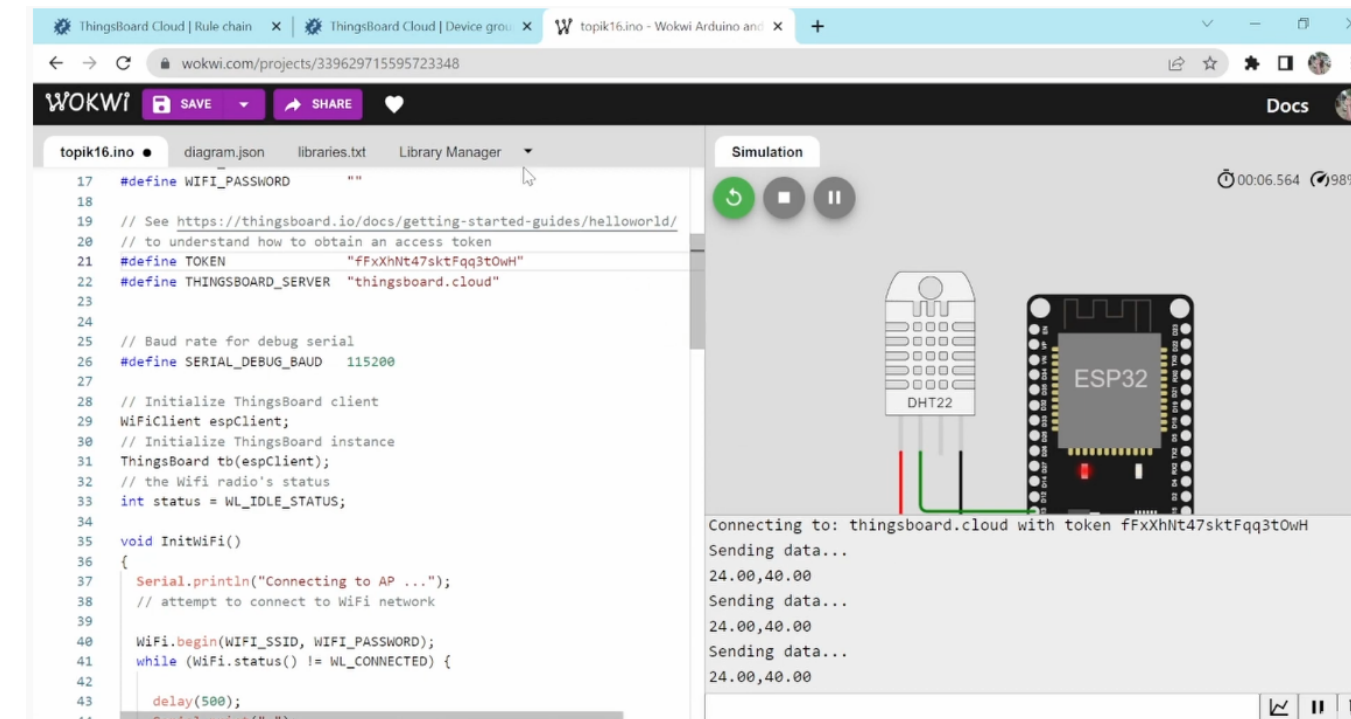 ThingsBoard Cloud | Rule chain
ThingsBoard Cloud | Device grou
topik16.ino - Wokwi Arduino and
wokwi.com/projects/339629715595723348
WOKWi
SAVE
SHARE
Docs
topik16.ino ●
diagram.json
libraries.txt
Library Manager
17 #define WIFI_PASSWORD ""
18
19 // See https://thingsboard.io/docs/getting-started-guides/helloworld/
20 // to understand how to obtain an access token
21 #define TOKEN "fFxXhNt47sktFqq3tOwH"
22 #define THINGSBOARD_SERVER "thingsboard.cloud"
23
24
25 // Baud rate for debug serial
26 #define SERIAL_DEBUG_BAUD 115200
27
28 // Initialize ThingsBoard client
29 WiFiClient espClient;
30 // Initialize ThingsBoard instance
31 ThingsBoard tb(espClient);
32 // the Wifi radio's status
33 int status = WL_IDLE_STATUS;
34
35 void InitWiFi()
36 {
37 Serial.println("Connecting to AP ...");
38 // attempt to connect to WiFi network
39
40 WiFi.begin(WIFI_SSID, WIFI_PASSWORD);
41 while (WiFi.status() != WL_CONNECTED) {
42
43 delay(500);
Simulation
00:06.564 98%
DHT22
ESP32
Connecting to: thingsboard.cloud with token fFxXhNt47sktFqq3tOwH
Sending data...
24.00,40.00
Sending data...
24.00,40.00
Sending data...
24.00,40.00